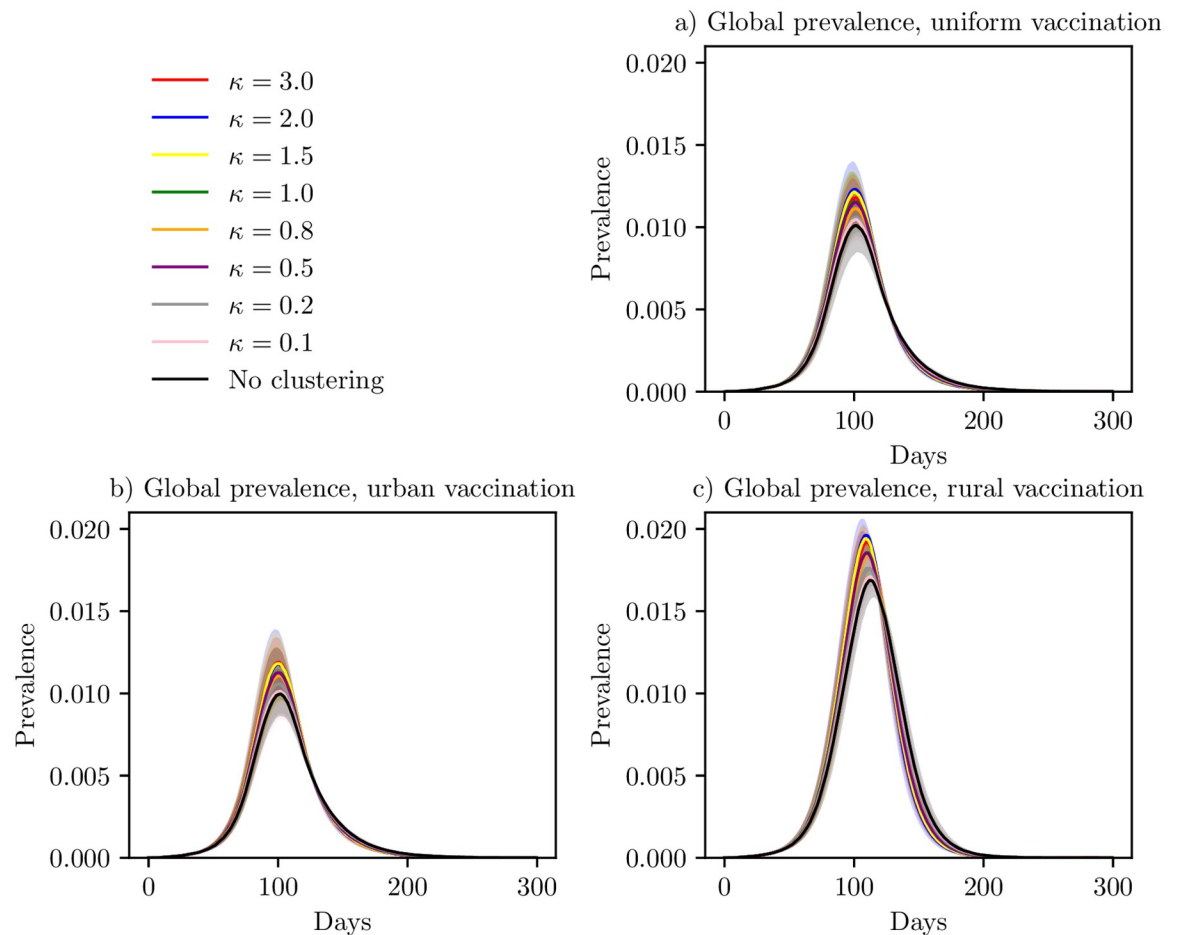 a) Global prevalence, uniform vaccination
κ = 3.0
κ = 2.0
κ = 1.5
κ = 1.0
κ = 0.8
κ = 0.5
κ = 0.2
κ = 0.1
No clustering
Prevalence
0.020
0.015
0.010
0.005
0.000
0 100 200 300
Days
b) Global prevalence, urban vaccination
Prevalence
0.020
0.015
0.010
0.005
0.000
0 100 200 300
Days
c) Global prevalence, rural vaccination
Prevalence
0.020
0.015
0.010
0.005
0.000
0 100 200 300
Days